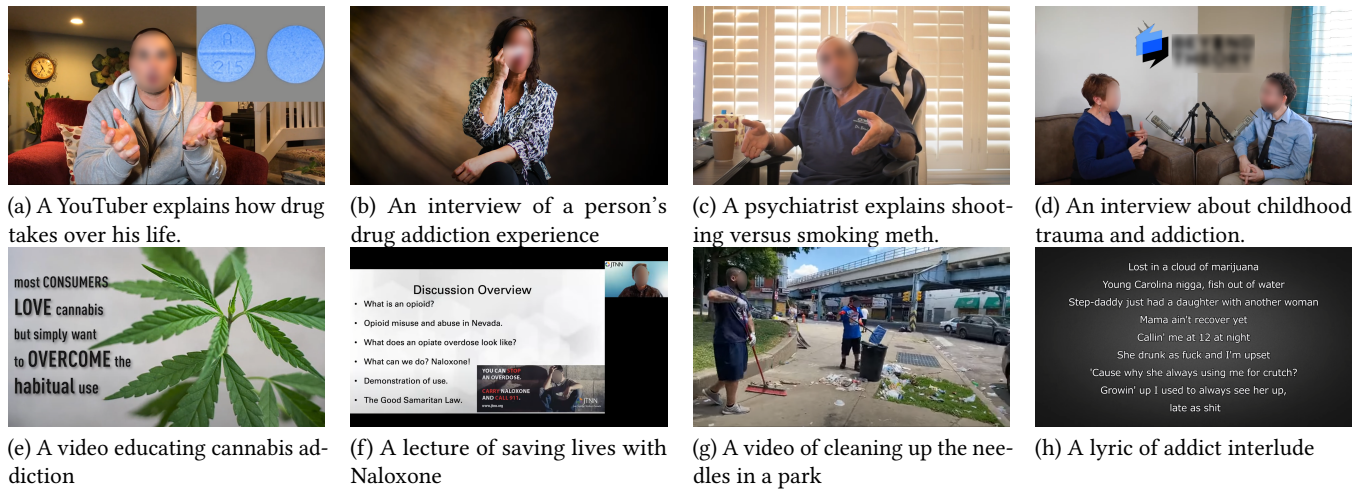 A
215
(a) A YouTuber explains how drug
takes over his life.
(b) An interview of a person's
drug addiction experience
(c) A psychiatrist explains shoot-
ing versus smoking meth.
(d) An interview about childhood
trauma and addiction.
most CONSUMERS
LOVE cannabis
but simply want
to OVERCOME the
habitual use
JTNN
Discussion Overview
• What is an opioid?
• Opioid misuse and abuse in Nevada.
• What does an opiate overdose look like?
• What can we do? Naloxone!
• Demonstration of use.
• The Good Samaritan Law.
YOU CAN STOP
AN OVERDOSE.
CARRY NALOXONE
AND CALL 911.
www.jtnn.org
JTNN
Lost in a cloud of marijuana
Young Carolina nigga, fish out of water
Step-daddy just had a daughter with another woman
Mama ain't recover yet
Callin' me at 12 at night
She drunk as fuck and I'm upset
'Cause why she always using me for crutch?
Growin' up I used to always see her up,
late as shit
(e) A video educating cannabis ad-
diction
(f) A lecture of saving lives with
Naloxone
(g) A video of cleaning up the nee-
dles in a park
(h) A lyric of addict interlude